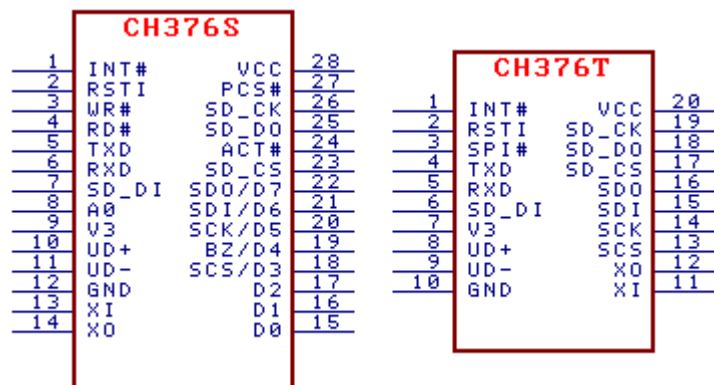 CH376S
1 INT# VCC 28
2 RSTI PCS# 27
3 WR# SD_CK 26
4 RD# SD_DO 25
5 TXD ACT# 24
6 RXD SD_CS 23
7 SD_DI SDO/D7 22
8 A0 SDI/D6 21
9 V3 SCK/D5 20
10 UD+ BZ/D4 19
11 UD- SCS/D3 18
12 GND D2 17
13 XI D1 16
14 XO D0 15
CH376T
1 INT# VCC 20
2 RSTI SD_CK 19
3 SPI# SD_DO 18
4 TXD SD_CS 17
5 RXD SDO 16
6 SD_DI SDI 15
7 V3 SCK 14
8 UD+ SCS 13
9 UD- XO 12
10 GND XI 11